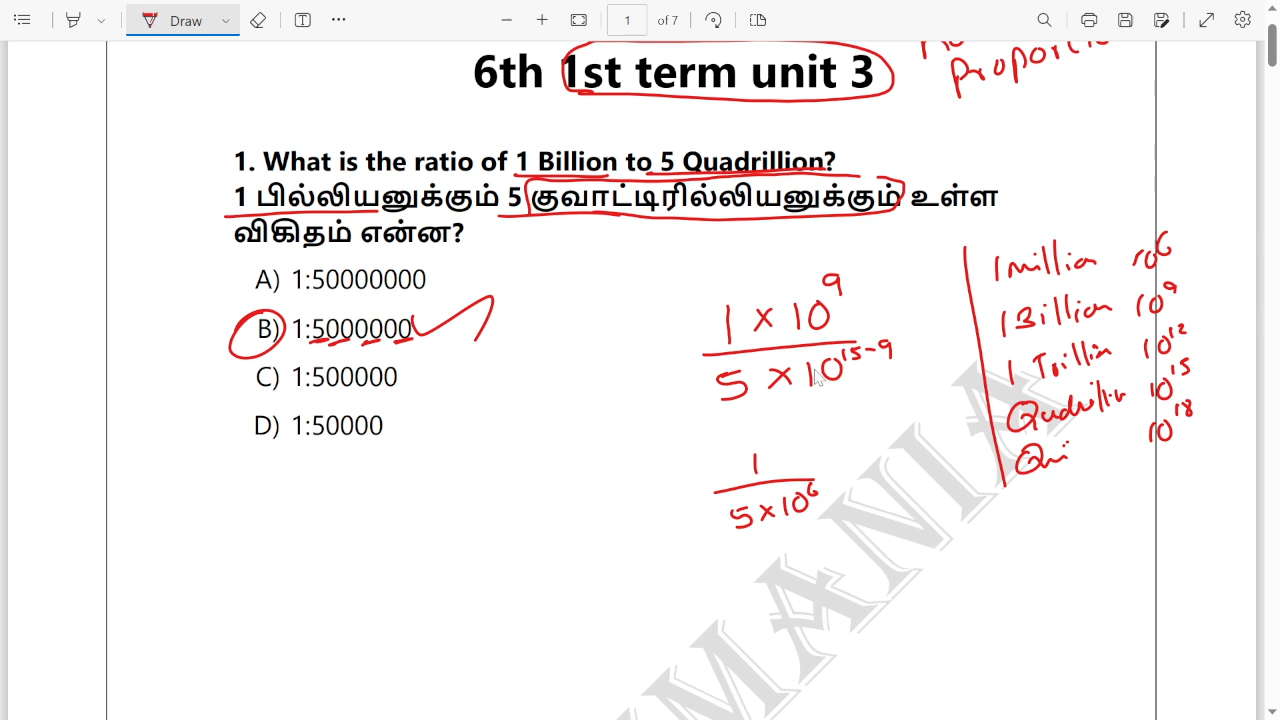 Draw
1
of 7
6th 1st term unit 3
1. What is the ratio of 1 Billion to 5 Quadrillion?
1 பில்லியனுக்கும் 5 குவாட்டிரில்லியனுக்கும் உள்ள
விகிதம் என்ன?
A) 1:50000000
B) 1:5000000
C) 1:500000
D) 1:50000
1 × 10^9
5 × 10^15-9
1
5×10^6
1 million 10^6
1 Billion 10^9
1 Trillion 10^12
Quadrillion 10^15
10^18
MANIA